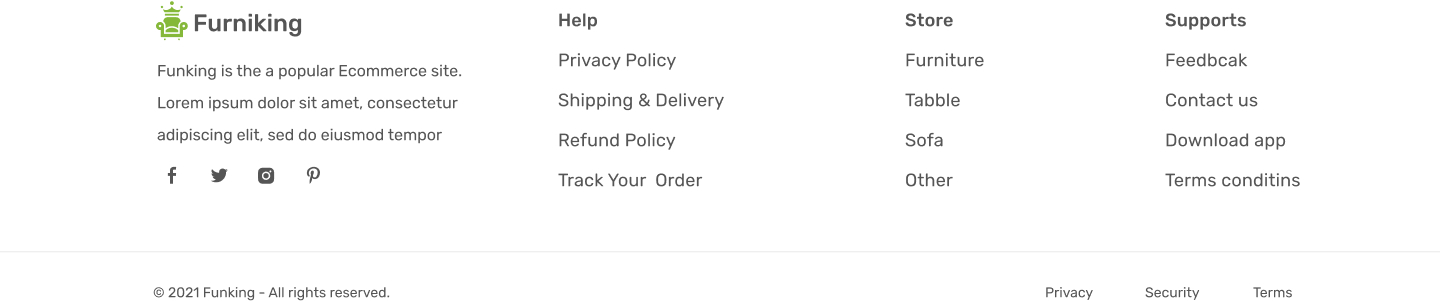 Furniking
Funking is the a popular Ecommerce site.
Lorem ipsum dolor sit amet, consectetur
adipiscing elit, sed do eiusmod tempor
Help
Privacy Policy
Shipping & Delivery
Refund Policy
Track Your  Order
Store
Furniture
Tabble
Sofa
Other
Supports
Feedbcak
Contact us
Download app
Terms conditins
© 2021 Funking - All rights reserved.
Privacy
Security
Terms